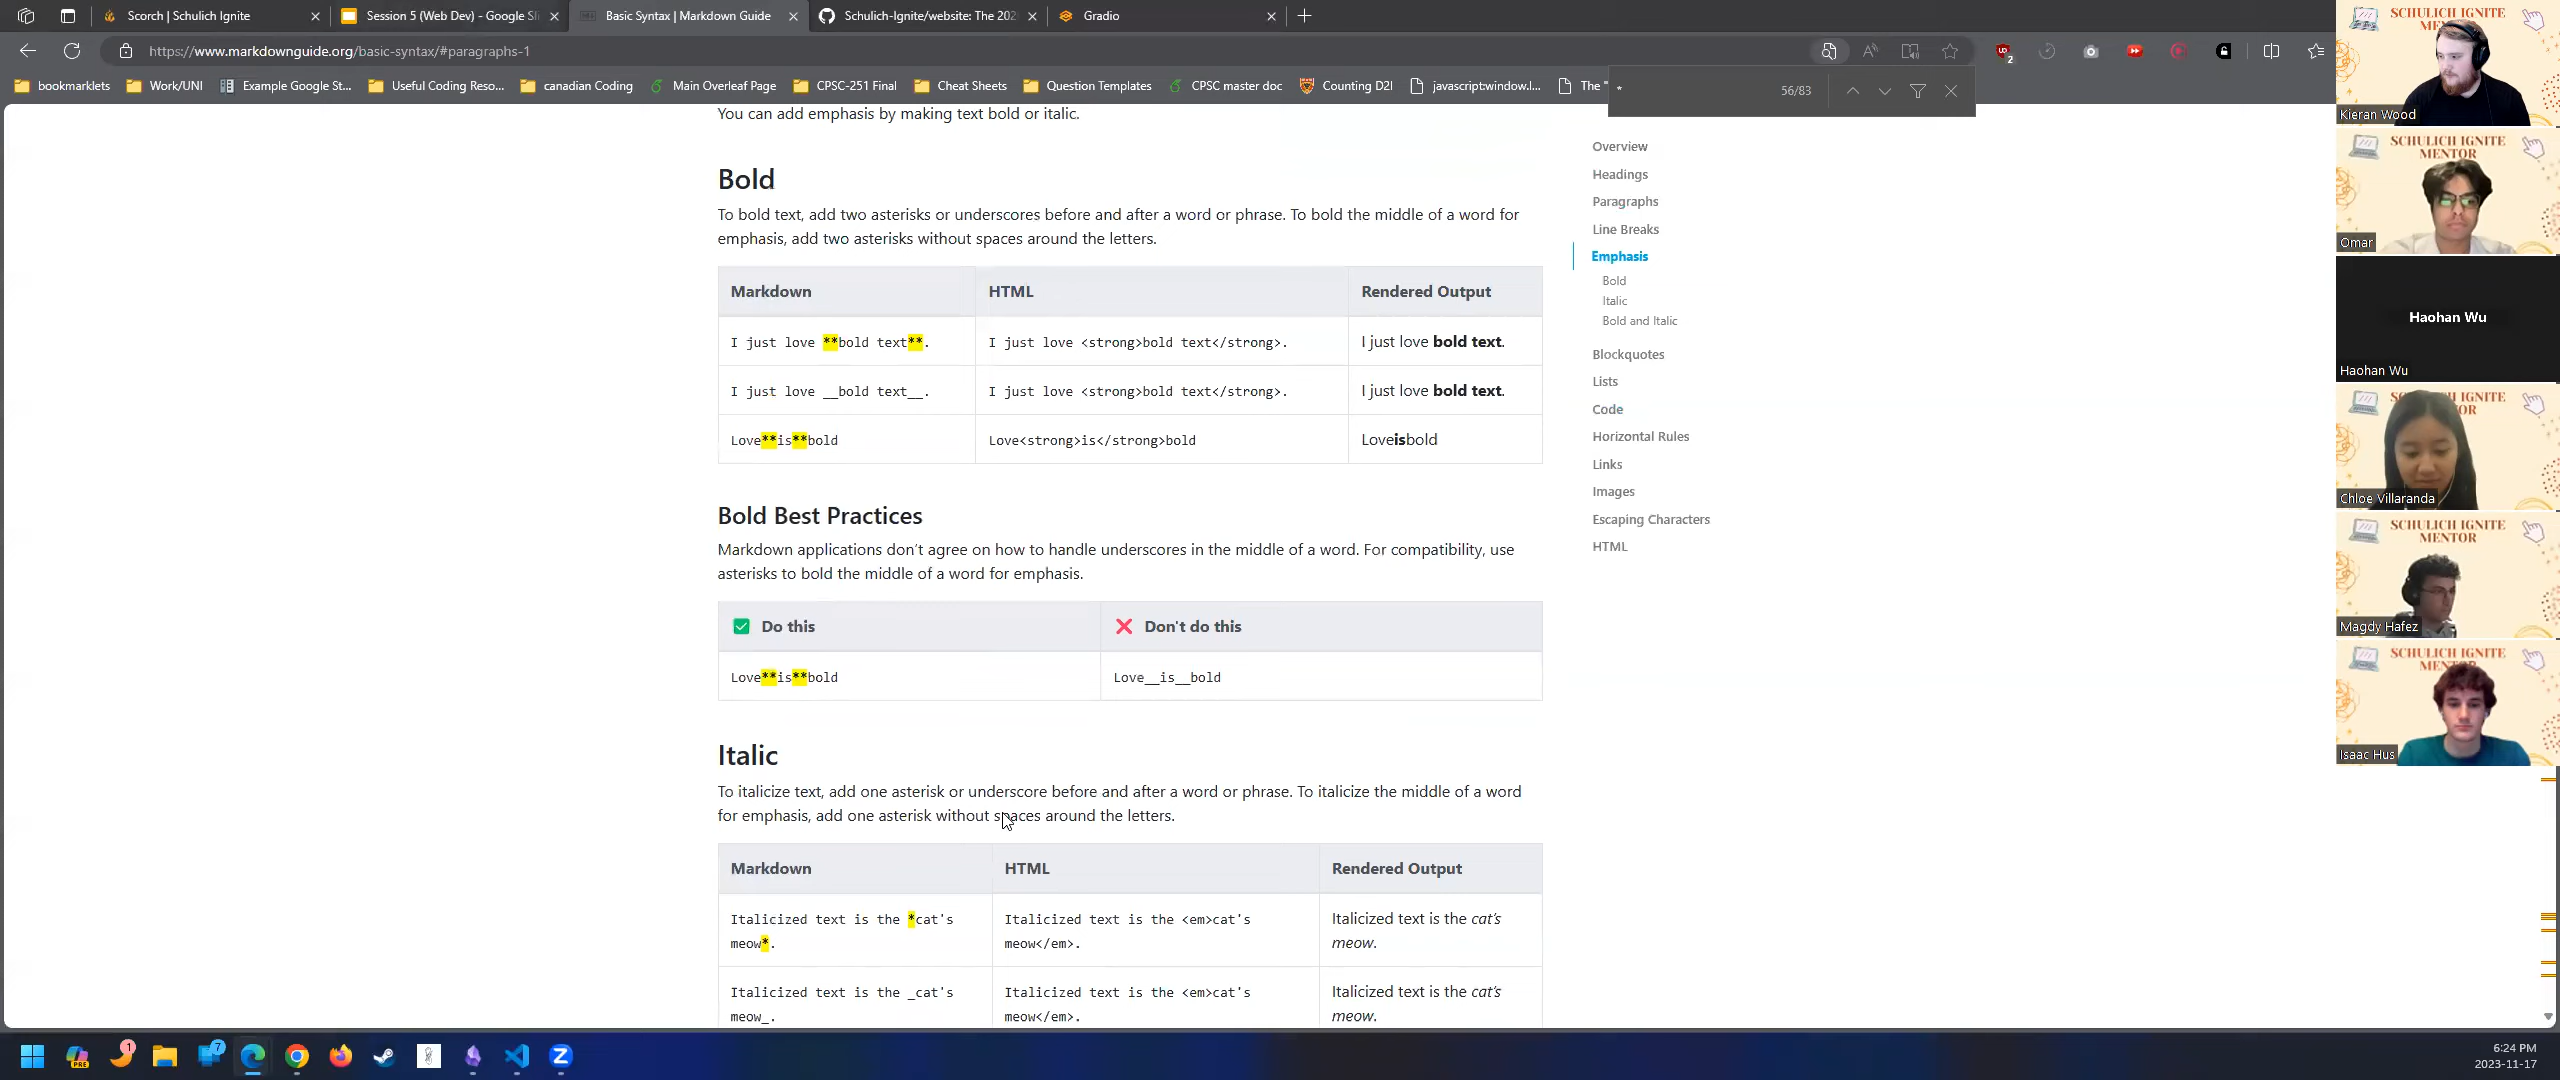 Scorch | Schulich Ignite
Session 5 (Web Dev) - Google Sli
Basic Syntax | Markdown Guide
Schulich-Ignite/website: The 202
Gradio
https://www.markdownguide.org/basic-syntax/#paragraphs-1
2
bookmarklets
Work/UNI
Example Google St...
Useful Coding Reso...
canadian Coding
Main Overleaf Page
CPSC-251 Final
Cheat Sheets
Question Templates
CPSC master doc
Counting D2l
javascript:window.l...
The "
*
56/83
You can add emphasis by making text bold or italic.
Bold
To bold text, add two asterisks or underscores before and after a word or phrase. To bold the middle of a word for
emphasis, add two asterisks without spaces around the letters.
Markdown HTML Rendered Output
I just love **bold text**. I just love <strong>bold text</strong>. I just love bold text.
I just love __bold text__. I just love <strong>bold text</strong>. I just love bold text.
Love**is**bold Love<strong>is</strong>bold Loveisbold
Bold Best Practices
Markdown applications don’t agree on how to handle underscores in the middle of a word. For compatibility, use
asterisks to bold the middle of a word for emphasis.
✅ Do this ❌ Don't do this
Love**is**bold Love__is__bold
Italic
To italicize text, add one asterisk or underscore before and after a word or phrase. To italicize the middle of a word
for emphasis, add one asterisk without spaces around the letters.
Markdown HTML Rendered Output
Italicized text is the *cat's Italicized text is the <em>cat's Italicized text is the cat’s
meow*. meow</em>. meow.
Italicized text is the _cat's Italicized text is the <em>cat's Italicized text is the cat’s
meow_. meow</em>. meow.
Overview
Headings
Paragraphs
Line Breaks
Emphasis
Bold
Italic
Bold and Italic
Blockquotes
Lists
Code
Horizontal Rules
Links
Images
Escaping Characters
HTML
SCHULICH IGNITE
Kieran Wood
SCHULICH IGNITE
MENTOR
Omar
Haohan Wu
Haohan Wu
Chloe Villaranda
SCHULICH IGNITE
MENTOR
Magdy Hafez
SCHULICH IGNITE
Isaac Hus
PRE
1
7
6:24 PM
2023-11-17